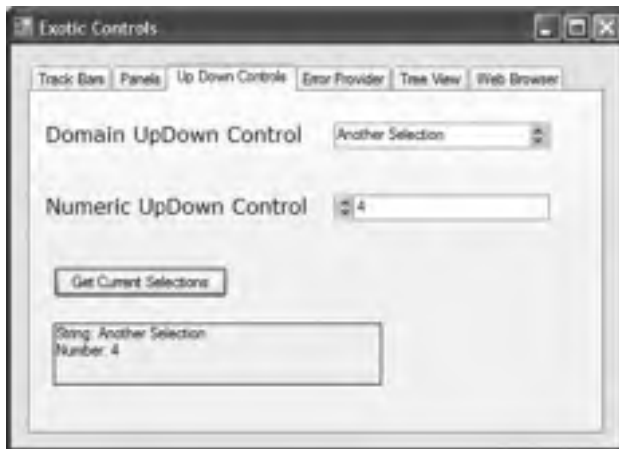 Exotic Controls
Track Bars Panels Up Down Controls Error Provider Tree View Web Browser
Domain UpDown Control Another Selection
Numeric UpDown Control 4
Get Current Selections
String: Another Selection
Number: 4